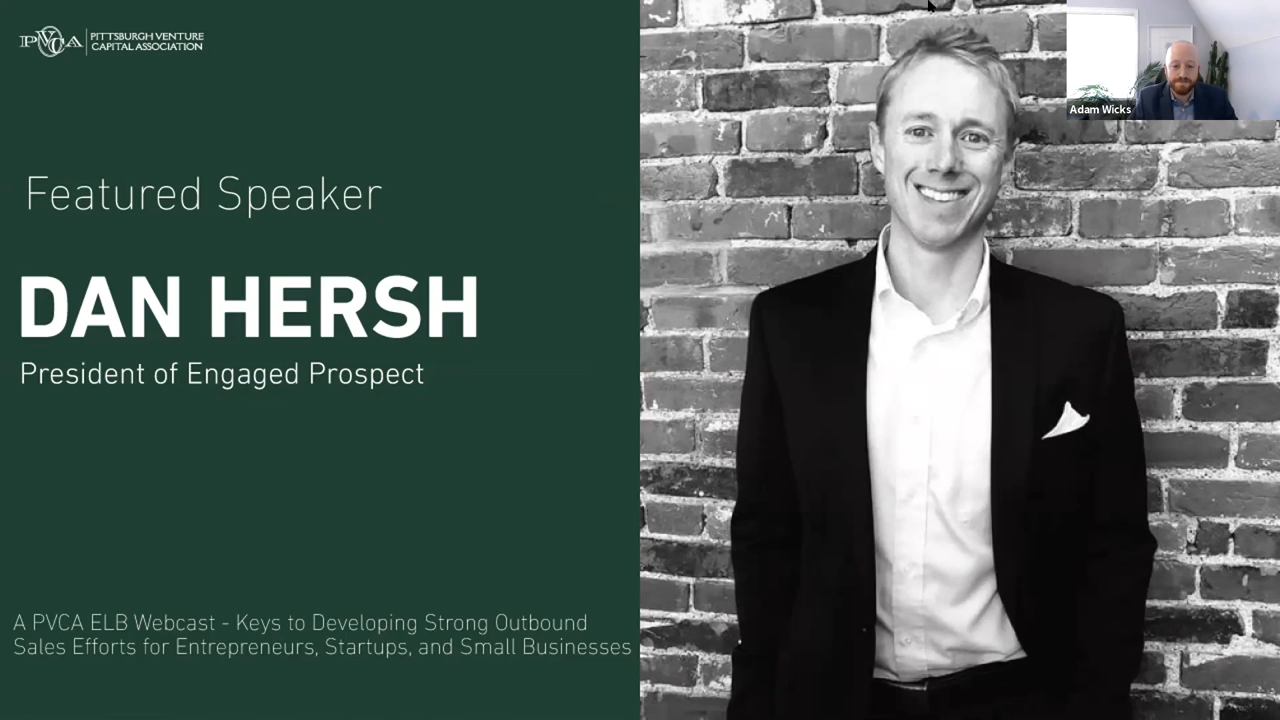 PVCA PITTSBURGH VENTURE
CAPITAL ASSOCIATION
Adam Wicks
Featured Speaker
DAN HERSH
President of Engaged Prospect
A PVCA ELB Webcast - Keys to Developing Strong Outbound
Sales Efforts for Entrepreneurs, Startups, and Small Businesses